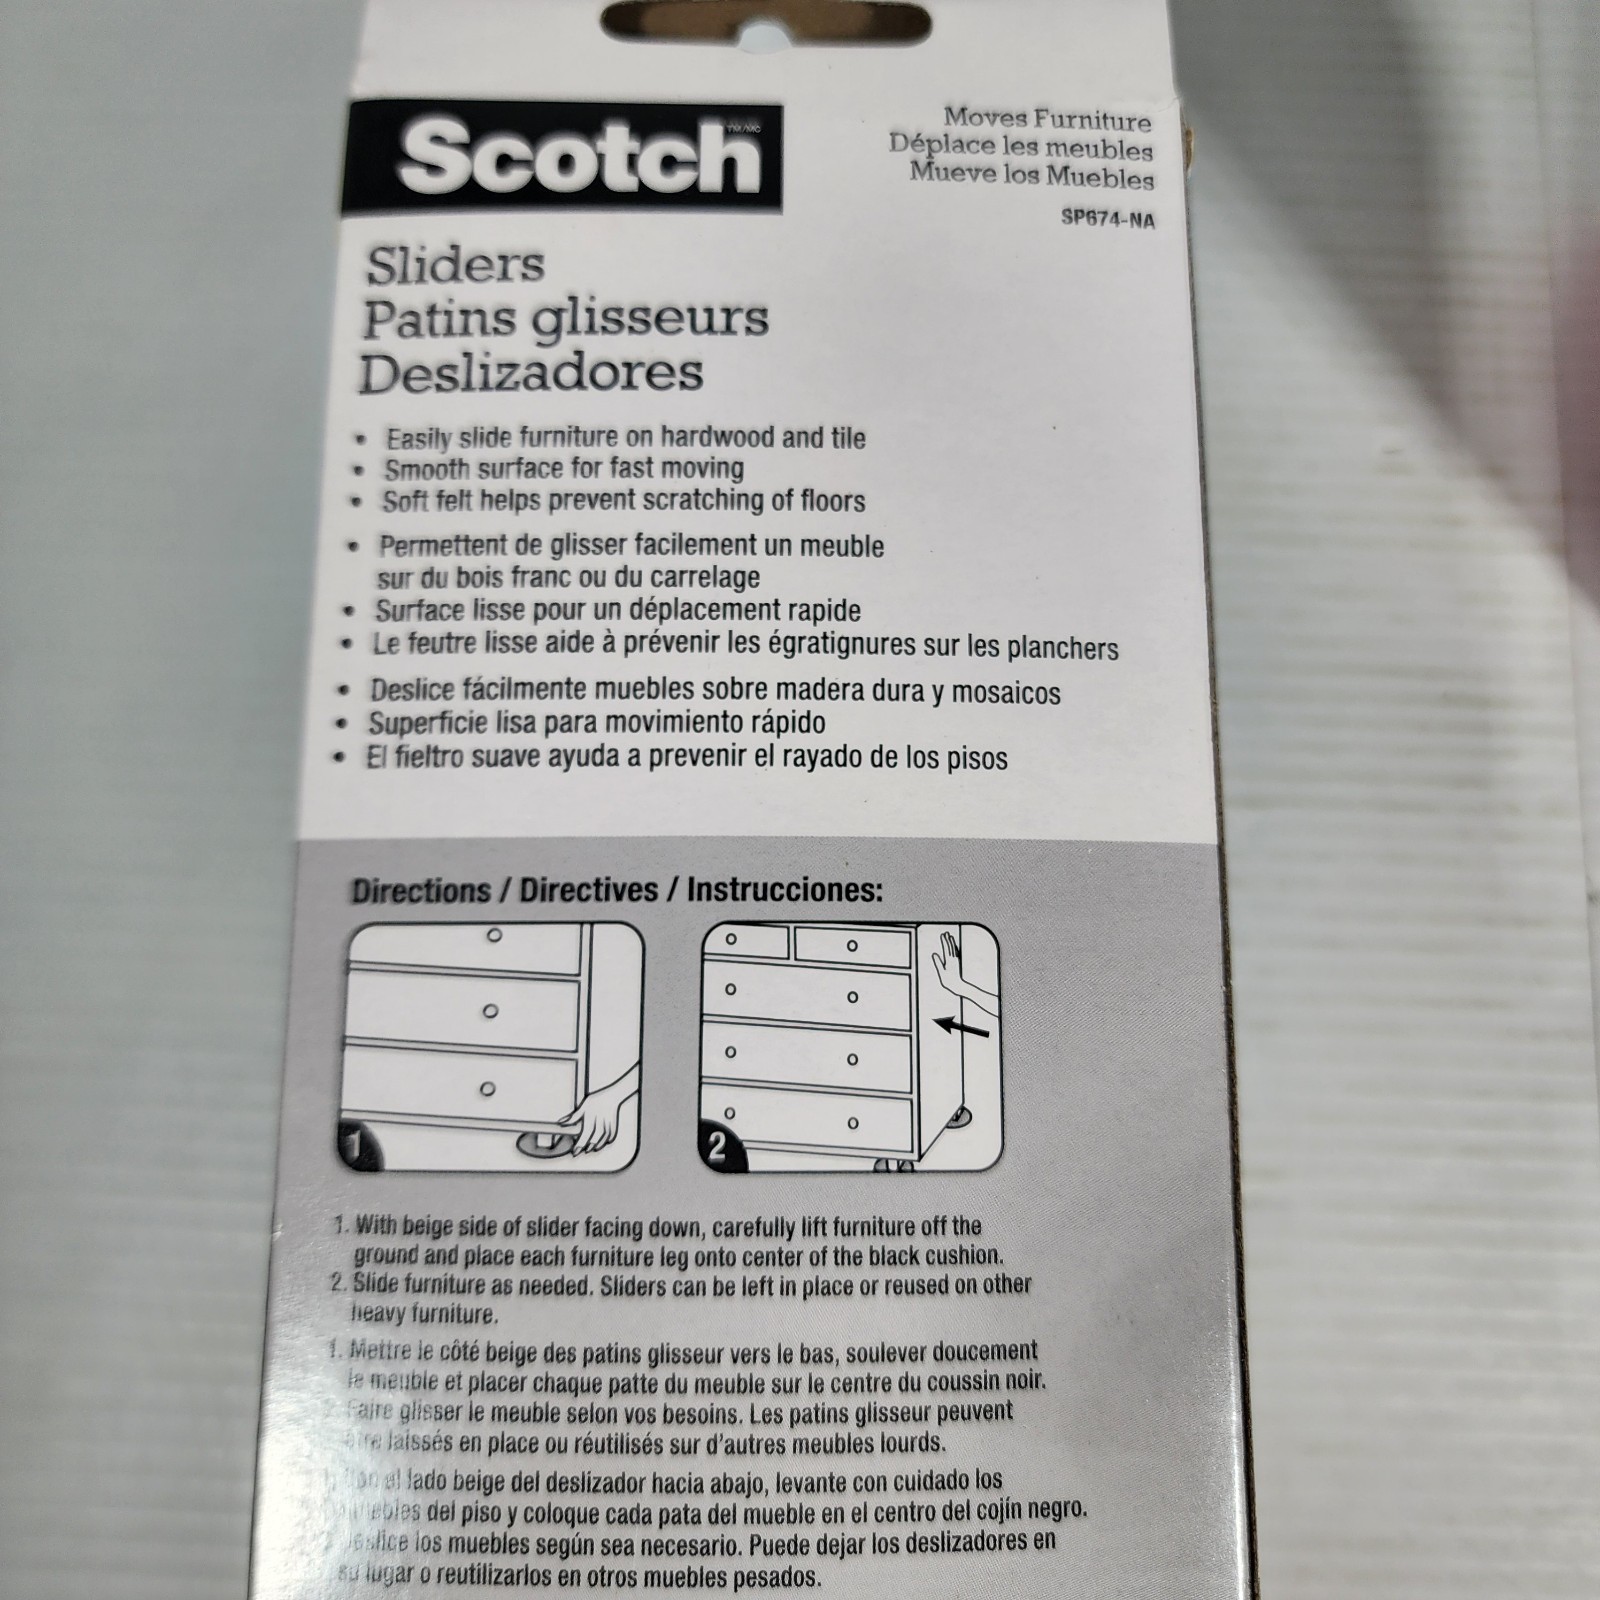 Scotch
TM/MC
Moves Furniture
Déplace les meubles
Mueve los Muebles
SP674-NA
Sliders
Patins glisseurs
Deslizadores
• Easily slide furniture on hardwood and tile
• Smooth surface for fast moving
• Soft felt helps prevent scratching of floors
• Permettent de glisser facilement un meuble
sur du bois franc ou du carrelage
• Surface lisse pour un déplacement rapide
• Le feutre lisse aide à prévenir les égratignures sur les planchers
• Deslice fácilmente muebles sobre madera dura y mosaicos
• Superficie lisa para movimiento rápido
• El fieltro suave ayuda a prevenir el rayado de los pisos
Directions / Directives / Instrucciones:
1
2
1. With beige side of slider facing down, carefully lift furniture off the
ground and place each furniture leg onto center of the black cushion.
2. Slide furniture as needed. Sliders can be left in place or reused on other
heavy furniture.
1. Mettre le côté beige des patins glisseur vers le bas, soulever doucement
le meuble et placer chaque patte du meuble sur le centre du coussin noir.
2. Faire glisser le meuble selon vos besoins. Les patins glisseur peuvent
être laissés en place ou réutilisés sur d'autres meubles lourds.
el lado beige del deslizador hacia abajo, levante con cuidado los
muebles del piso y coloque cada pata del mueble en el centro del cojín negro.
Deslice los muebles según sea necesario. Puede dejar los deslizadores en
su lugar o reutilizarlos en otros muebles pesados.